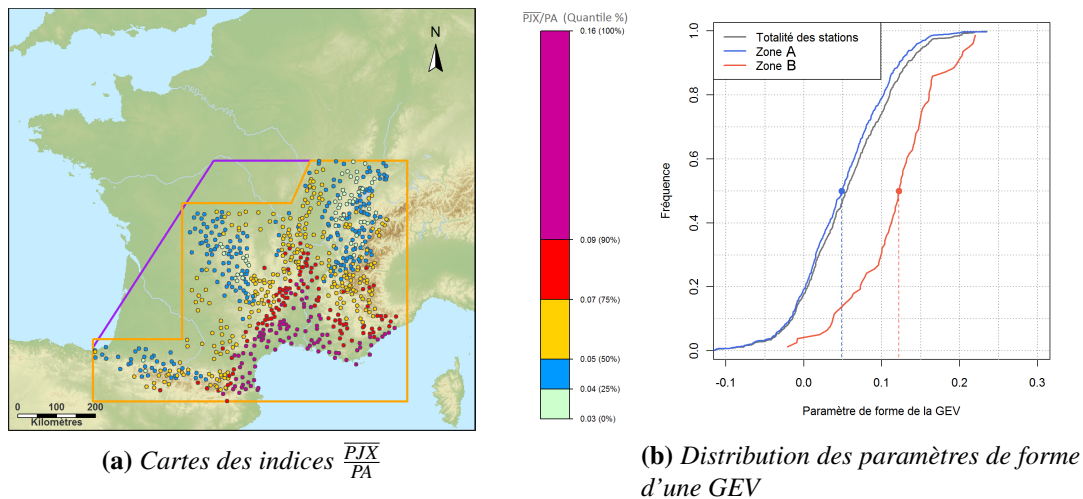 N
0 100 200
Kilomètres
(a) Cartes des indices PJX/PA
PJX/PA (Quantile %)
0.16 (100%)
0.09 (90%)
0.07 (75%)
0.05 (50%)
0.04 (25%)
0.03 (0%)
Totalité des stations
Zone A
Zone B
Fréquence
1.0
0.8
0.6
0.4
0.2
0.0
-0.1 0.0 0.1 0.2 0.3
Paramètre de forme de la GEV
(b) Distribution des paramètres de forme
d'une GEV